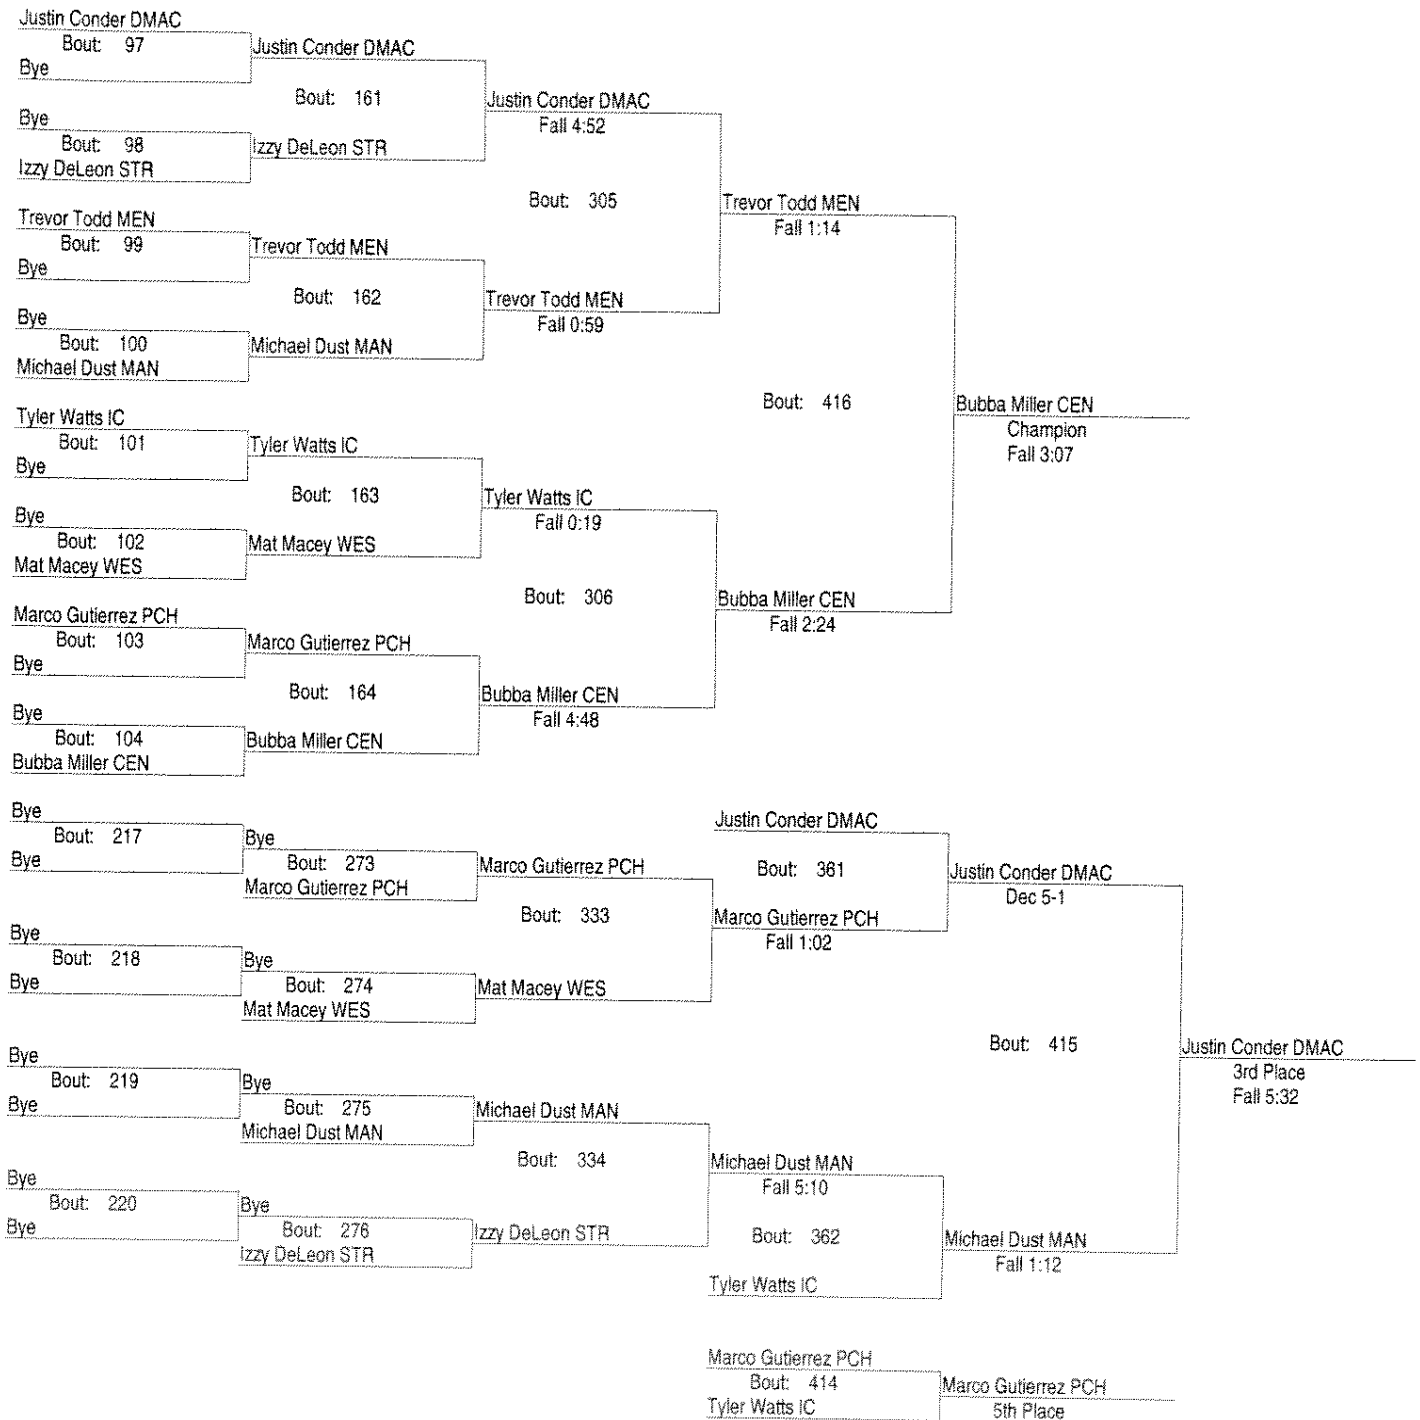 Justin Conder DMAC
Bout: 97
Bye
Justin Conder DMAC
Bout: 161
Bye
Bout: 98
Izzy DeLeon STR
Izzy DeLeon STR
Justin Conder DMAC
Fall 4:52
Bout: 305
Trevor Todd MEN
Bout: 99
Bye
Trevor Todd MEN
Bout: 162
Bye
Bout: 100
Michael Dust MAN
Michael Dust MAN
Trevor Todd MEN
Fall 0:59
Trevor Todd MEN
Fall 1:14
Bout: 416
Tyler Watts IC
Bout: 101
Bye
Tyler Watts IC
Bout: 163
Bye
Bout: 102
Mat Macey WES
Mat Macey WES
Tyler Watts IC
Fall 0:19
Bout: 306
Marco Gutierrez PCH
Bout: 103
Bye
Marco Gutierrez PCH
Bout: 164
Bye
Bout: 104
Bubba Miller CEN
Bubba Miller CEN
Bubba Miller CEN
Fall 4:48
Bubba Miller CEN
Fall 2:24
Bubba Miller CEN
Champion
Fall 3:07
Bye
Bout: 217
Bye
Bye
Bout: 273
Marco Gutierrez PCH
Marco Gutierrez PCH
Bout: 333
Bye
Bout: 218
Bye
Bye
Bout: 274
Mat Macey WES
Mat Macey WES
Justin Conder DMAC
Bout: 361
Marco Gutierrez PCH
Fall 1:02
Justin Conder DMAC
Dec 5-1
Bout: 415
Bye
Bout: 219
Bye
Bye
Bout: 275
Michael Dust MAN
Michael Dust MAN
Bout: 334
Bye
Bout: 220
Bye
Bye
Bout: 276
Izzy DeLeon STR
Izzy DeLeon STR
Michael Dust MAN
Fall 5:10
Bout: 362
Tyler Watts IC
Michael Dust MAN
Fall 1:12
Justin Conder DMAC
3rd Place
Fall 5:32
Marco Gutierrez PCH
Bout: 414
Tyler Watts IC
Marco Gutierrez PCH
5th Place